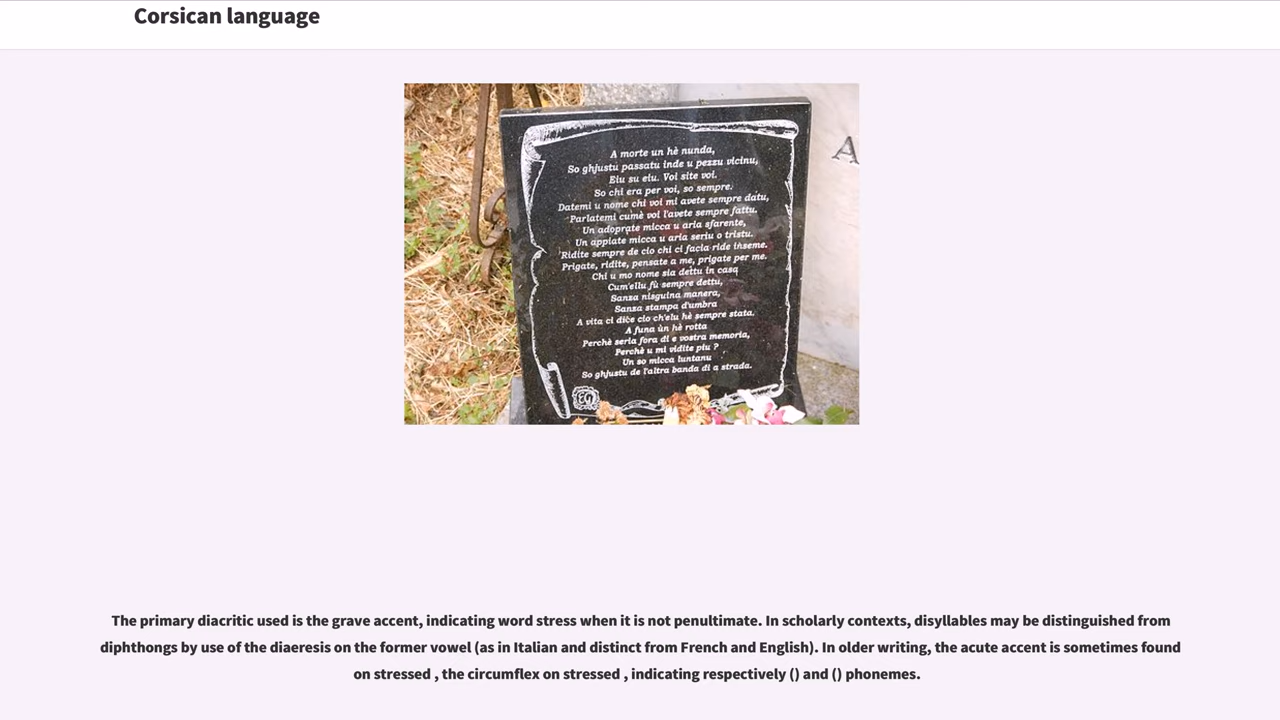 Corsican language
A morte un hè nunda,
So ghjustu passatu inde u pezzu vicinu,
Eiu su eiu. Voi site voi.
So chi era per voi, so sempre.
Datemi u nome chi voi mi avete sempre datu,
Parlatemi cumè voi l'avete sempre fattu.
Un adoprate micca u aria sfarente,
Un appiate micca u aria seriu o tristu.
Ridite sempre de cio chi ci facia ride inseme.
Prigate, ridite, pensate a me, prigate per me.
Chi u mo nome sia dettu in casa
Cum'ellu fù sempre dettu,
Sanza nisguina manera,
Sanza stampa d'umbra
A vita ci dice cio ch'elu hè sempre stata.
A funa ùn hè rotta
Perchè seria fora di e vostra memoria,
Perchè u mi vidite piu ?
Un so micca luntanu
So ghjustu de l'altra banda di a strada.
A
The primary diacritic used is the grave accent, indicating word stress when it is not penultimate. In scholarly contexts, disyllables may be distinguished from
diphthongs by use of the diaeresis on the former vowel (as in Italian and distinct from French and English). In older writing, the acute accent is sometimes found
on stressed , the circumflex on stressed , indicating respectively () and () phonemes.